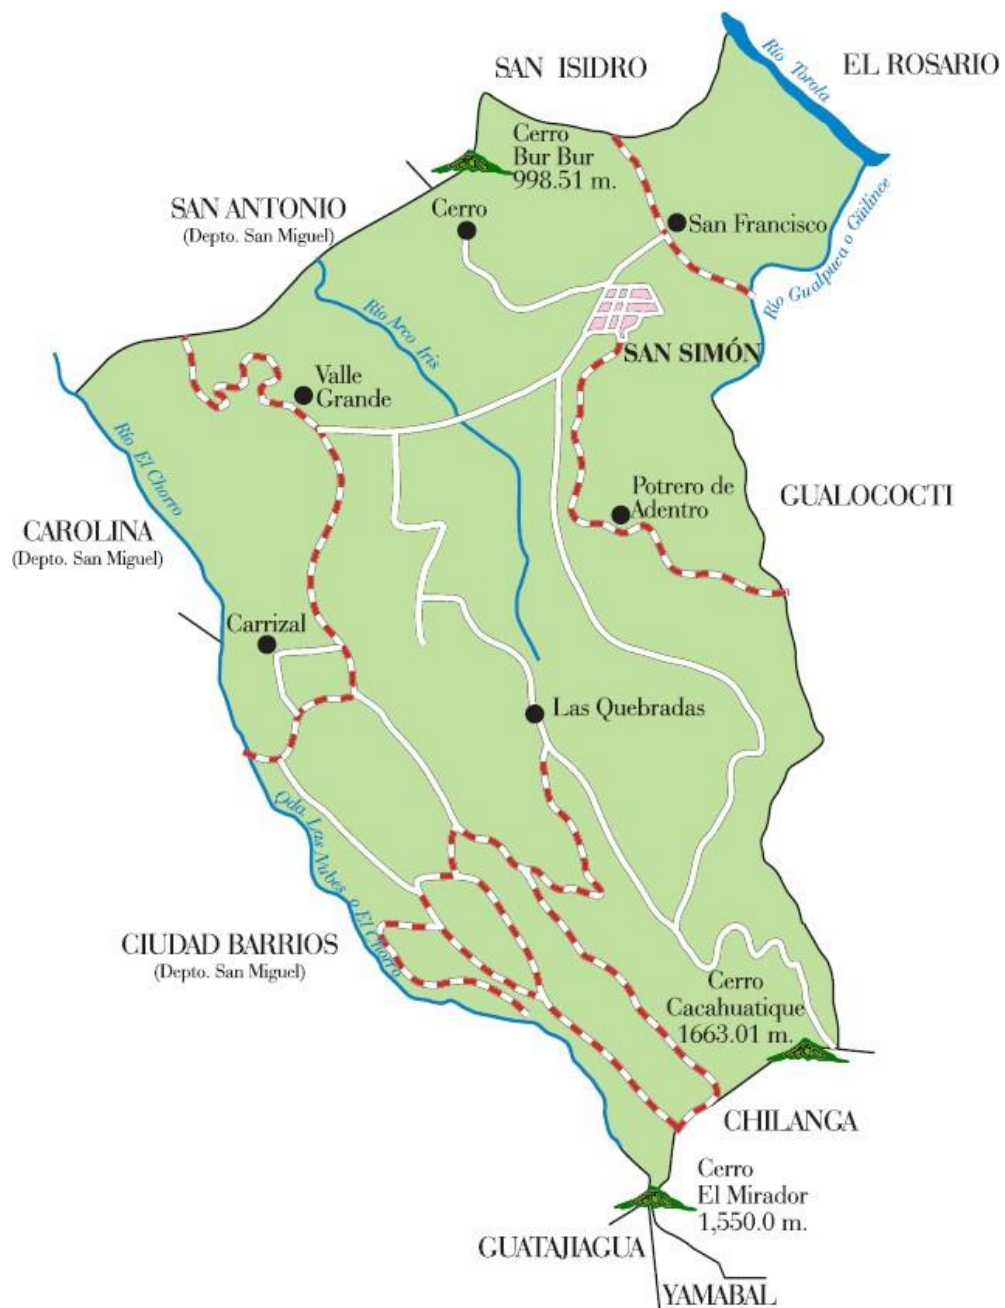 SAN ISIDRO
EL ROSARIO
Río Torola
Cerro
Bur Bur
998.51 m.
SAN ANTONIO
(Depto. San Miguel)
Cerro
San Francisco
Río Gualpuca o Güilince
Río Arco Iris
SAN SIMÓN
Valle
Grande
Río El Chorro
Potrero de
Adentro
GUALOCOCTI
CAROLINA
(Depto. San Miguel)
Carrizal
Las Quebradas
Qda. Las Nubes o El Chorro
CIUDAD BARRIOS
(Depto. San Miguel)
Cerro
Cacahuatique
1663.01 m.
CHILANGA
Cerro
El Mirador
1,550.0 m.
GUATAJIAGUA
YAMABAL